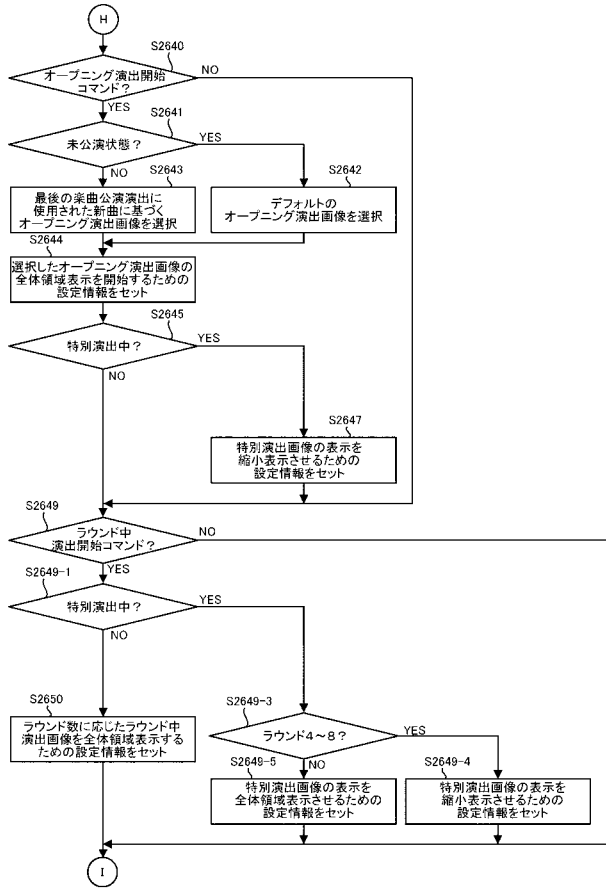 H
S2640
オープニング演出開始
コマンド？
NO
YES
S2641
未公演状態？
YES
NO
S2643
最後の楽曲公演演出に
使用された新曲に基づく
オープニング演出画像を選択
S2642
デフォルトの
オープニング演出画像を選択
S2644
選択したオープニング演出画像の
全体領域表示を開始するための
設定情報をセット
S2645
特別演出中？
YES
NO
S2647
特別演出画像の表示を
縮小表示させるための
設定情報をセット
S2649
ラウンド中
演出開始コマンド？
NO
YES
S2649-1
特別演出中？
YES
NO
S2650
ラウンド数に応じたラウンド中
演出画像を全体領域表示する
ための設定情報をセット
S2649-3
ラウンド4～8？
YES
NO
S2649-5
特別演出画像の表示を
全体領域表示させるための
設定情報をセット
S2649-4
特別演出画像の表示を
縮小表示させるための
設定情報をセット
I